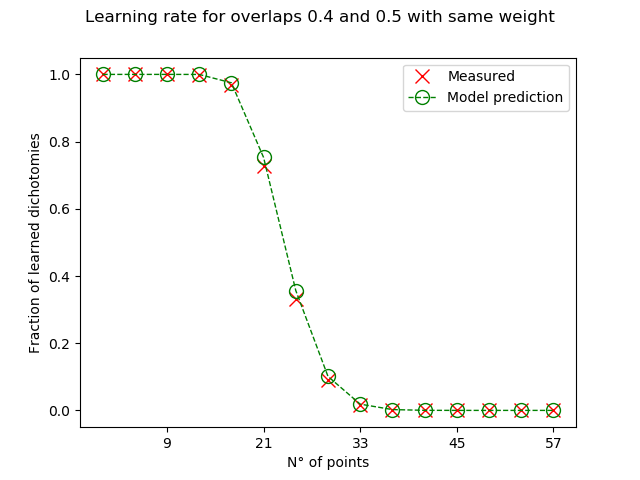 Learning rate for overlaps 0.4 and 0.5 with same weight
Measured
Model prediction
1.0
0.8
0.6
0.4
0.2
0.0
Fraction of learned dichotomies
9 21 33 45 57
N° of points